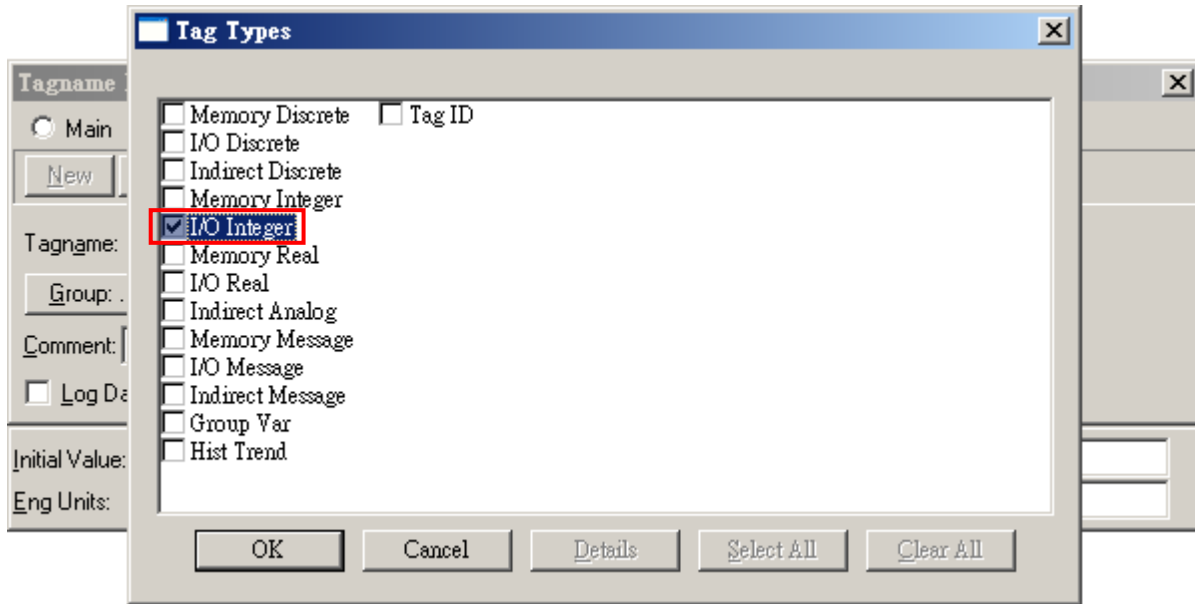 Tag Types
Tagname
Main
Memory Discrete Tag ID
I/O Discrete
New
Indirect Discrete
Memory Integer
I/O Integer
Tagname:
Memory Real
I/O Real
Group: .
Indirect Analog
Memory Message
Comment:
I/O Message
Log Da
Indirect Message
Group Var
Hist Trend
Initial Value:
Eng Units:
OK Cancel Details Select All Clear All